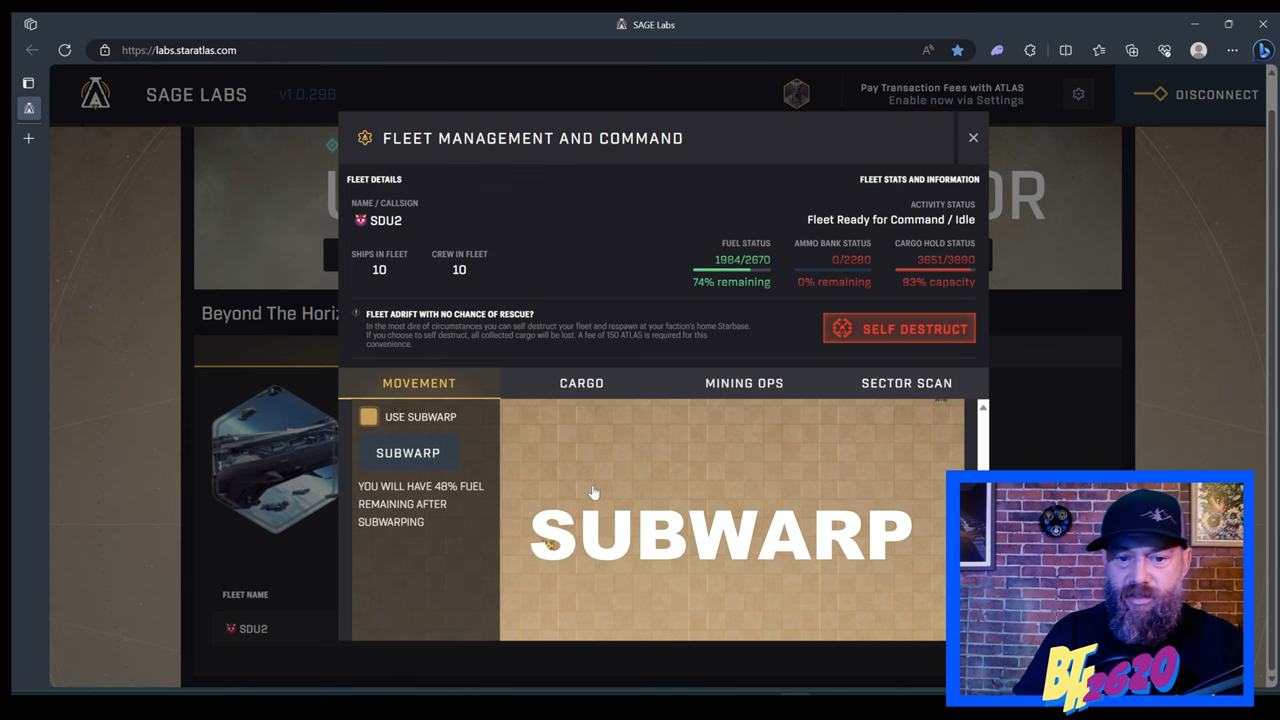 SAGE Labs
https://labs.staratlas.com
SAGE LABS
v1.0.296
Pay Transaction Fees with ATLAS
Enable now via Settings
DISCONNECT
FLEET MANAGEMENT AND COMMAND
FLEET DETAILS
FLEET STATS AND INFORMATION
NAME / CALLSIGN
SDU2
ACTIVITY STATUS
Fleet Ready for Command / Idle
SHIPS IN FLEET
CREW IN FLEET
10
10
FUEL STATUS
AMMO BANK STATUS
CARGO HOLD STATUS
1984/2670
0/2280
3651/3890
74% remaining
0% remaining
93% capacity
Beyond The Horiz
FLEET ADRIFT WITH NO CHANCE OF RESCUE?
In the most dire of circumstances you can self destruct your fleet and respawn at your faction's home Starbase.
If you choose to self destruct, all collected cargo will be lost. A fee of 150 ATLAS is required for this
convenience.
SELF DESTRUCT
MOVEMENT
CARGO
MINING OPS
SECTOR SCAN
USE SUBWARP
SUBWARP
YOU WILL HAVE 48% FUEL
REMAINING AFTER
SUBWARPING
SUBWARP
FLEET NAME
SDU2
BTH2620